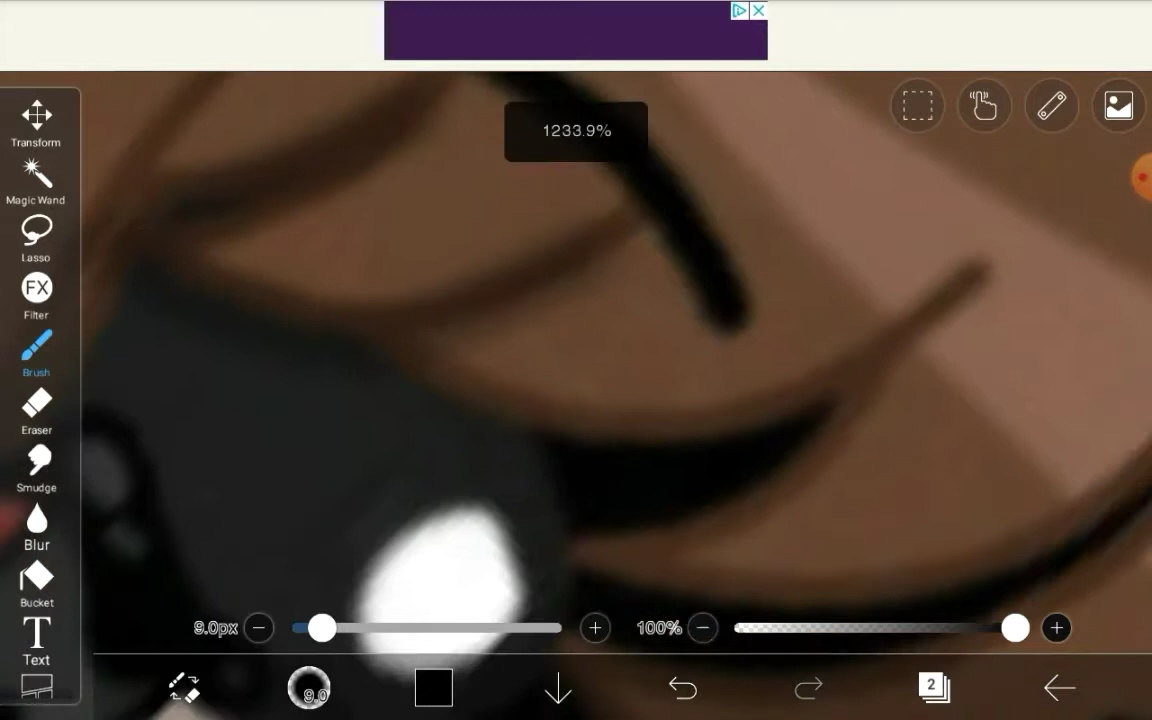 1233.9%
Transform
Magic Wand
Lasso
FX
Filter
Brush
Eraser
Smudge
Blur
Bucket
T
Text
9.0px
100%
9.0
2